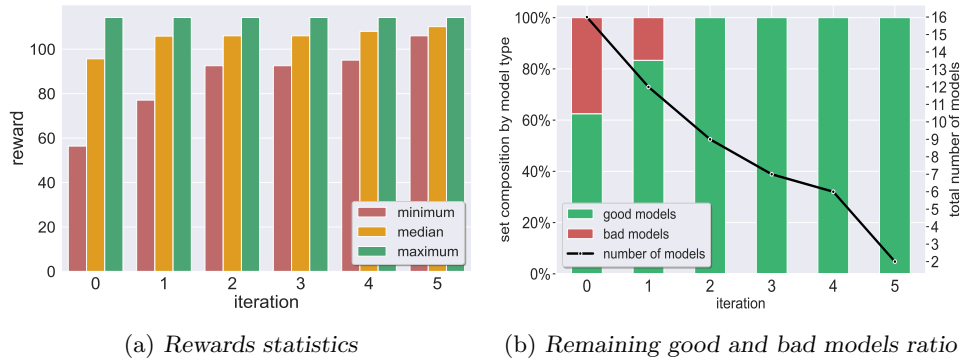 100
80
60
40
20
0
reward
0 1 2 3 4 5
iteration
minimum
median
maximum
(a) Rewards statistics
100%
80%
60%
40%
20%
0%
set composition by model type
0 1 2 3 4 5
iteration
good models
bad models
number of models
16
15
14
13
12
11
10
9
8
7
6
5
4
3
2
total number of models
(b) Remaining good and bad models ratio